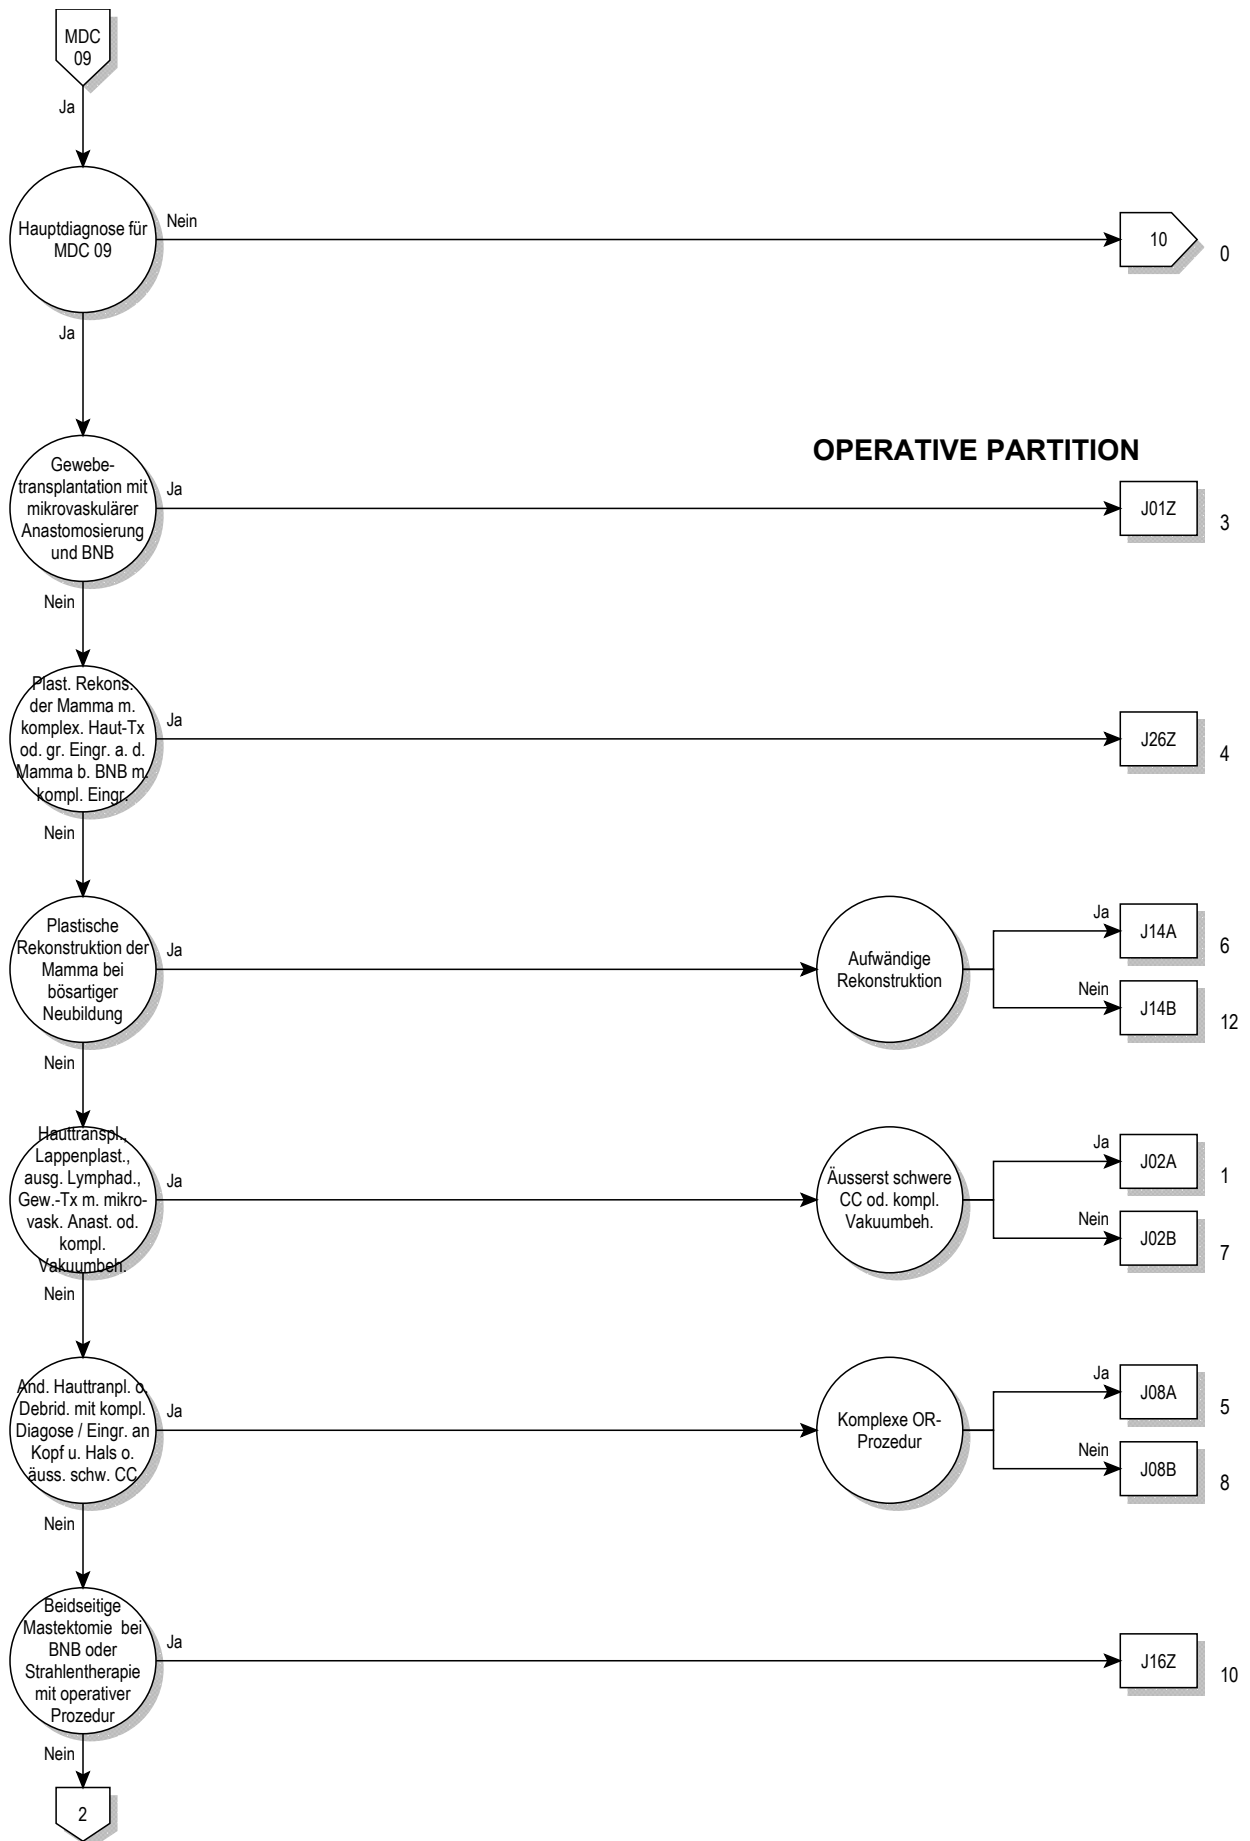 MDC
09
Ja
Hauptdiagnose für
MDC 09
Nein
10
0
Ja
OPERATIVE PARTITION
Gewebe-
transplantation mit
mikrovaskulärer
Anastomosierung
und BNB
Ja
J01Z
3
Nein
Plast. Rekons.
der Mamma m.
komplex. Haut-Tx
od. gr. Eingr. a. d.
Mamma b. BNB m.
kompl. Eingr.
Ja
J26Z
4
Nein
Plastische
Rekonstruktion der
Mamma bei
bösartiger
Neubildung
Ja
Aufwändige
Rekonstruktion
Ja
J14A
6
Nein
J14B
12
Nein
Hauttranspl.,
Lappenplast.,
ausg. Lymphad.,
Gew.-Tx m. mikro-
vask. Anast. od.
kompl.
Vakuumbeh.
Ja
Äusserst schwere
CC od. kompl.
Vakuumbeh.
Ja
J02A
1
Nein
J02B
7
Nein
And. Hauttranpl. o.
Debrid. mit kompl.
Diagose / Eingr. an
Kopf u. Hals o.
äuss. schw. CC
Ja
Komplexe OR-
Prozedur
Ja
J08A
5
Nein
J08B
8
Nein
Beidseitige
Mastektomie bei
BNB oder
Strahlentherapie
mit operativer
Prozedur
Ja
J16Z
10
Nein
2